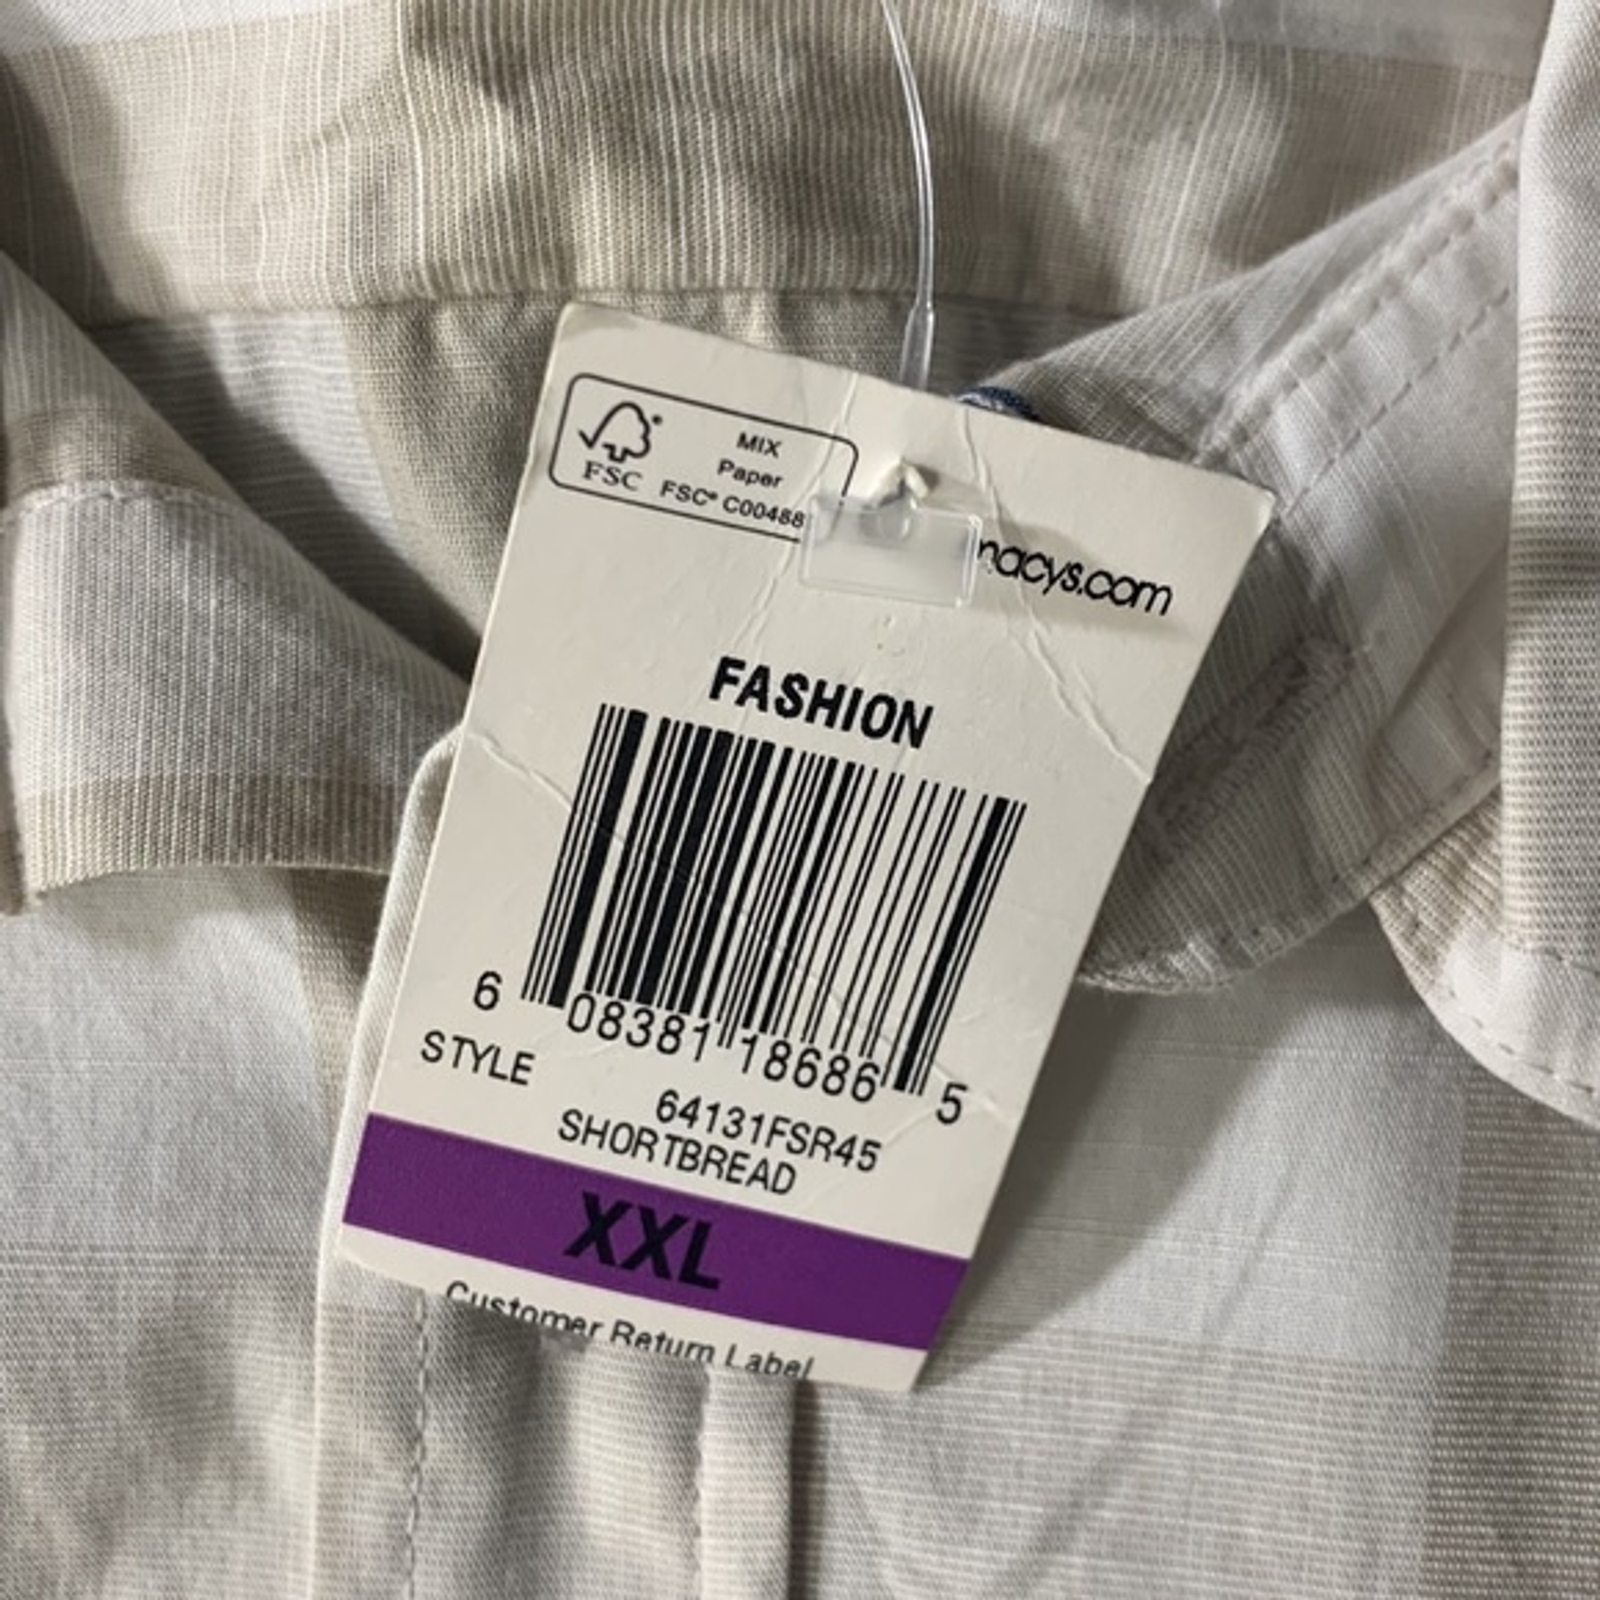 FSC
MIX
Paper
FSC® C00488
macys.com
FASHION
6 08381 18686 5
STYLE
64131FSR45
SHORTBREAD
XXL
Customer Return Label